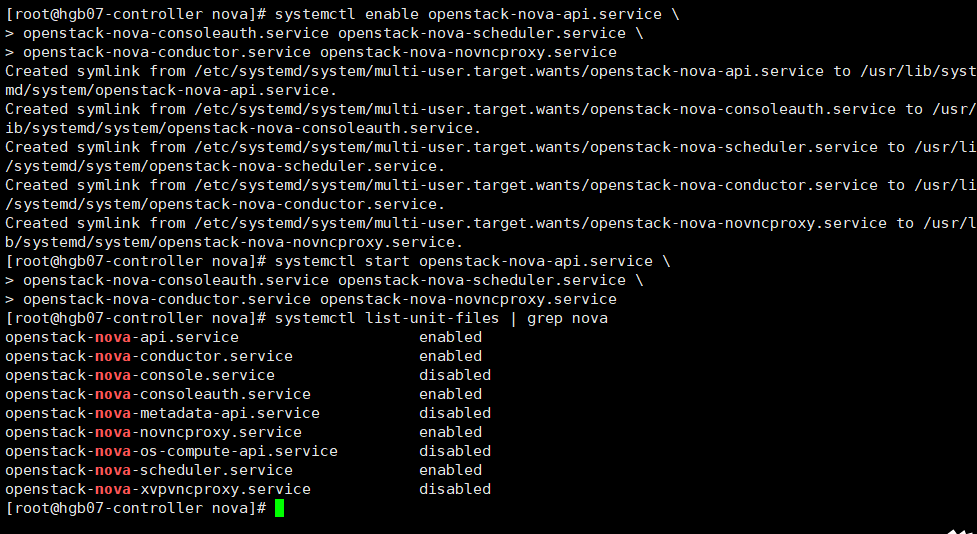 [root@hgb07-controller nova]# systemctl enable openstack-nova-api.service \
> openstack-nova-consoleauth.service openstack-nova-scheduler.service \
> openstack-nova-conductor.service openstack-nova-novncproxy.service
Created symlink from /etc/systemd/system/multi-user.target.wants/openstack-nova-api.service to /usr/lib/syst
md/system/openstack-nova-api.service.
Created symlink from /etc/systemd/system/multi-user.target.wants/openstack-nova-consoleauth.service to /usr/
ib/systemd/system/openstack-nova-consoleauth.service.
Created symlink from /etc/systemd/system/multi-user.target.wants/openstack-nova-scheduler.service to /usr/li
/systemd/system/openstack-nova-scheduler.service.
Created symlink from /etc/systemd/system/multi-user.target.wants/openstack-nova-conductor.service to /usr/li
/systemd/system/openstack-nova-conductor.service.
Created symlink from /etc/systemd/system/multi-user.target.wants/openstack-nova-novncproxy.service to /usr/l
b/systemd/system/openstack-nova-novncproxy.service.
[root@hgb07-controller nova]# systemctl start openstack-nova-api.service \
> openstack-nova-consoleauth.service openstack-nova-scheduler.service \
> openstack-nova-conductor.service openstack-nova-novncproxy.service
[root@hgb07-controller nova]# systemctl list-unit-files | grep nova
openstack-nova-api.service enabled
openstack-nova-conductor.service enabled
openstack-nova-console.service disabled
openstack-nova-consoleauth.service enabled
openstack-nova-metadata-api.service disabled
openstack-nova-novncproxy.service enabled
openstack-nova-os-compute-api.service disabled
openstack-nova-scheduler.service enabled
openstack-nova-xvpvncproxy.service disabled
[root@hgb07-controller nova]#